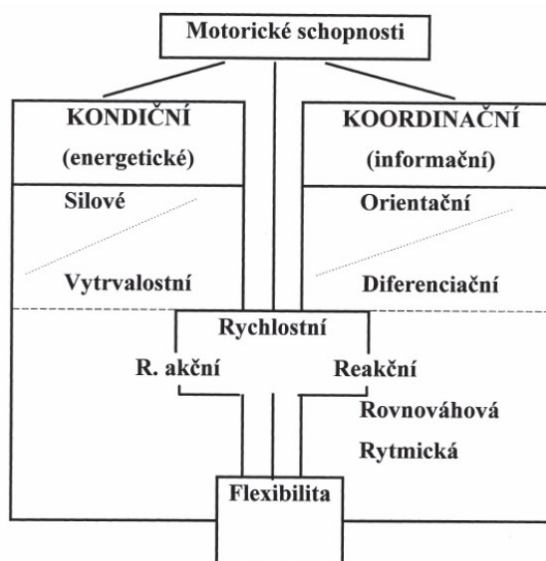 Motorické schopnosti
KONDIČNÍ
(energetické)
KOORDINAČNÍ
(informační)
Silové
Vytrvalostní
Orientační
Diferenciační
Rychlostní
R. akční
Reakční
Rovnováhová
Rytmická
Flexibilita